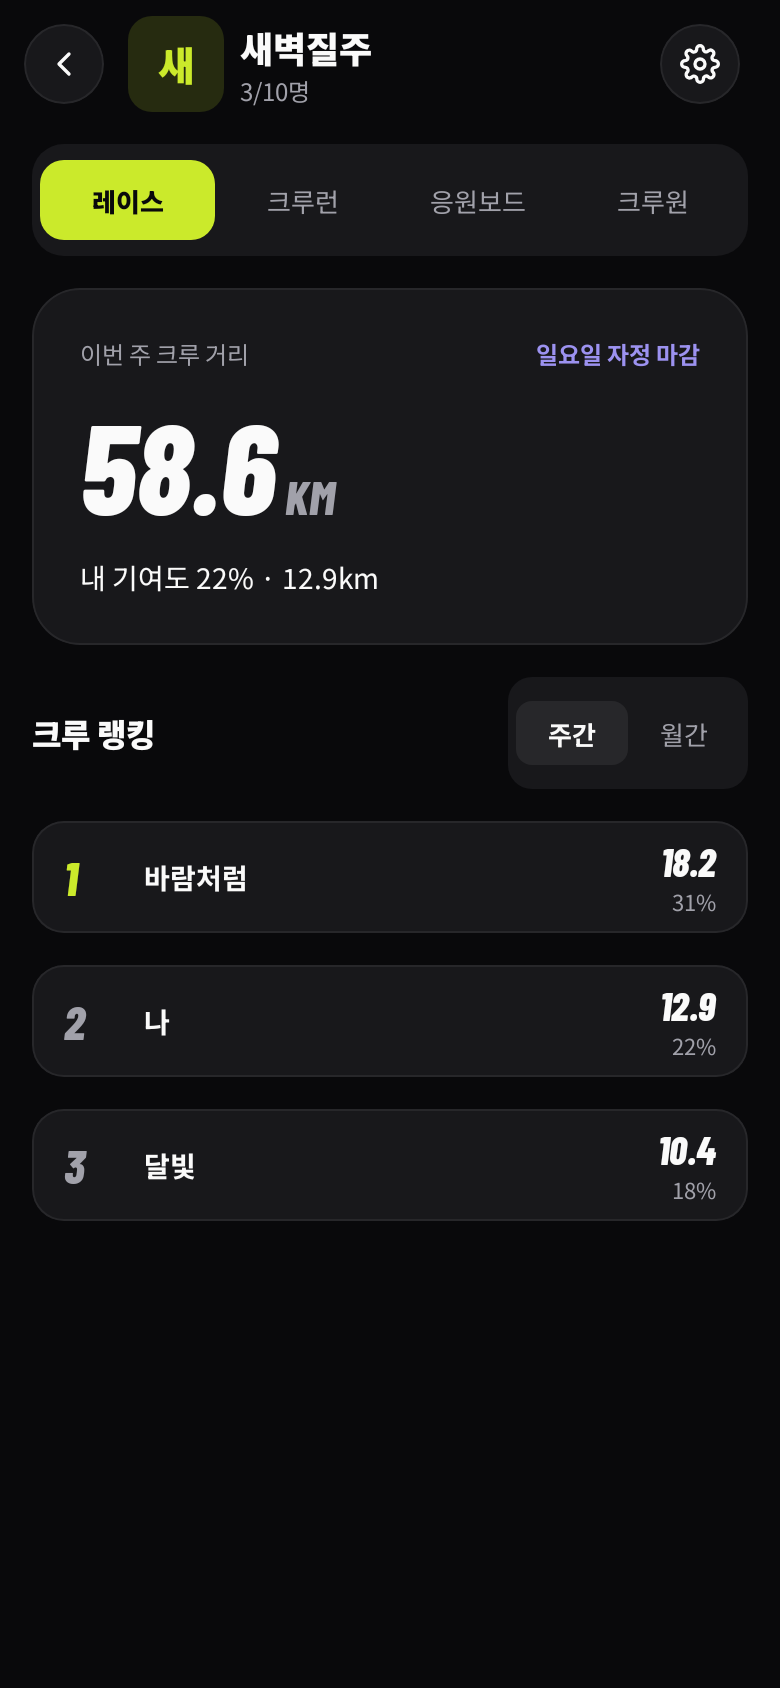 새
새벽질주
3/10명
레이스 크루런 응원보드 크루원
이번 주 크루 거리 일요일 자정 마감
58.6 KM
내 기여도 22% · 12.9km
크루 랭킹 주간 월간
1 바람처럼 18.2
31%
2 나 12.9
22%
3 달빛 10.4
18%